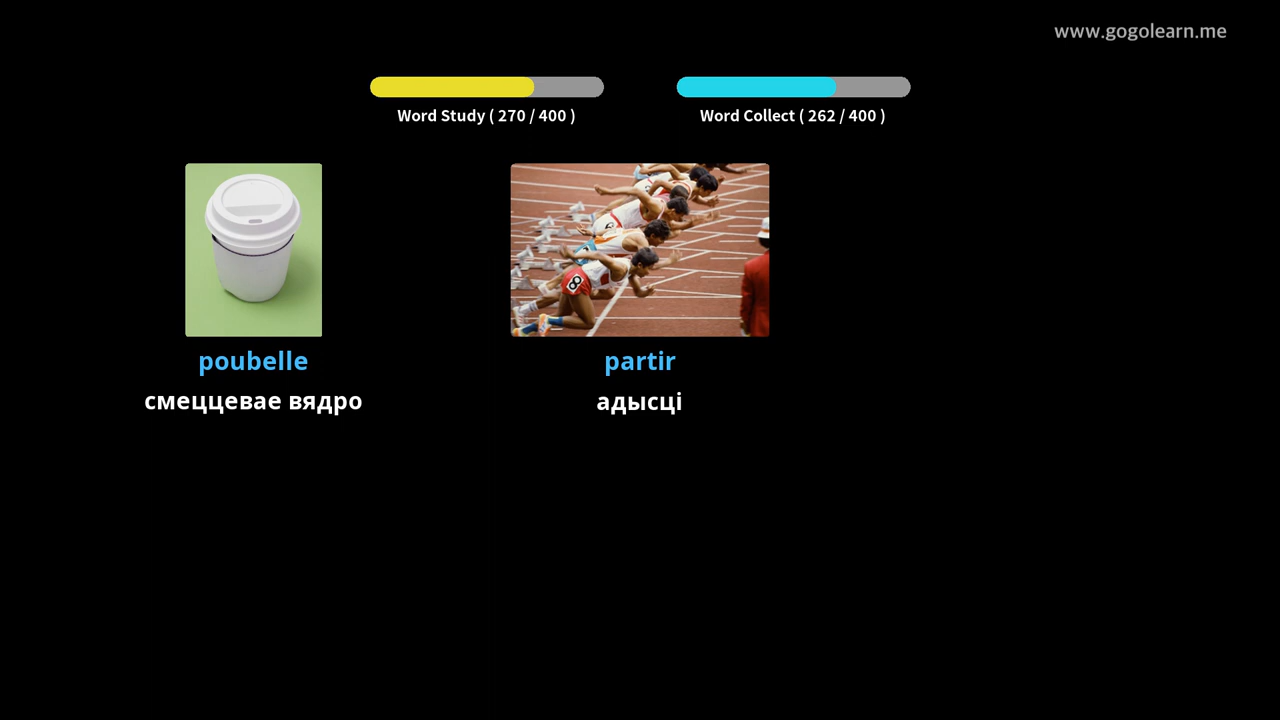 www.gogolearn.me
Word Study ( 270 / 400 )
Word Collect ( 262 / 400 )
poubelle
смеццевае вядро
partir
адысці